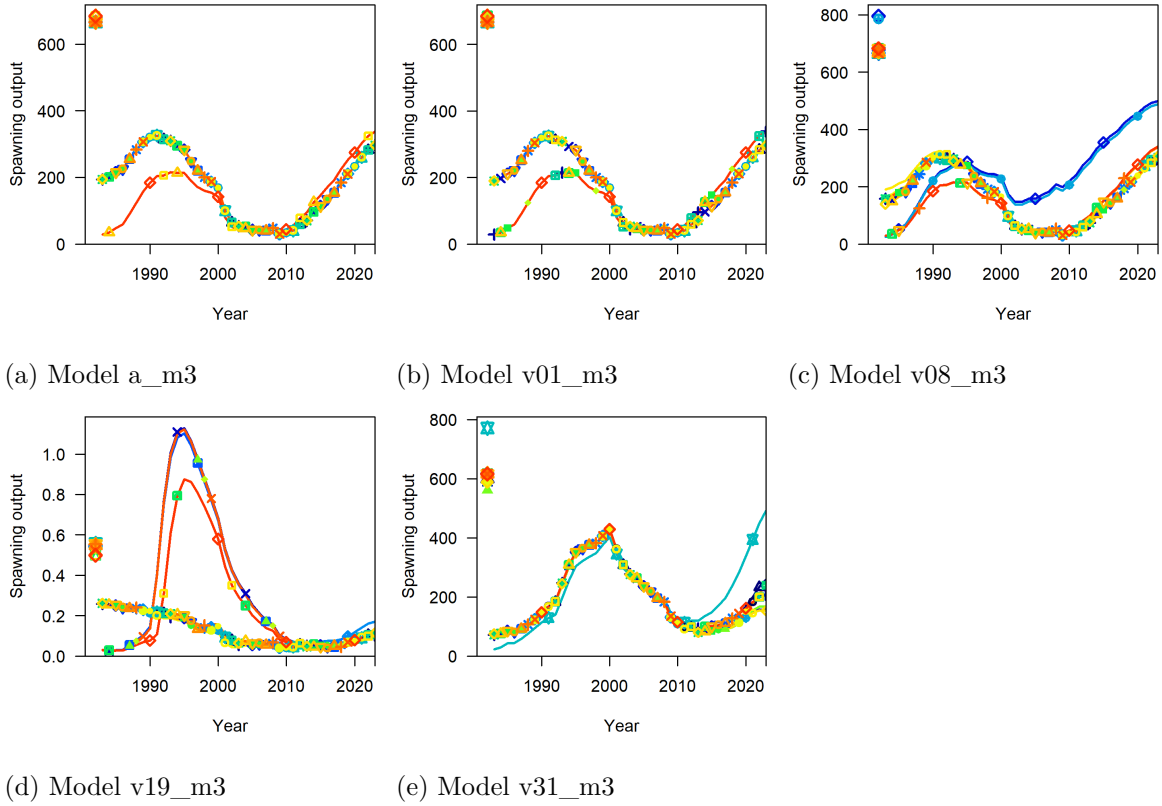 Spawning output
600
400
200
0
1990
2000
2010
2020
Year
(a) Model a_m3
Spawning output
600
400
200
0
1990
2000
2010
2020
Year
(b) Model v01_m3
Spawning output
800
600
400
200
0
1990
2000
2010
2020
Year
(c) Model v08_m3
Spawning output
1.0
0.8
0.6
0.4
0.2
0.0
1990
2000
2010
2020
Year
(d) Model v19_m3
Spawning output
800
600
400
200
0
1990
2000
2010
2020
Year
(e) Model v31_m3